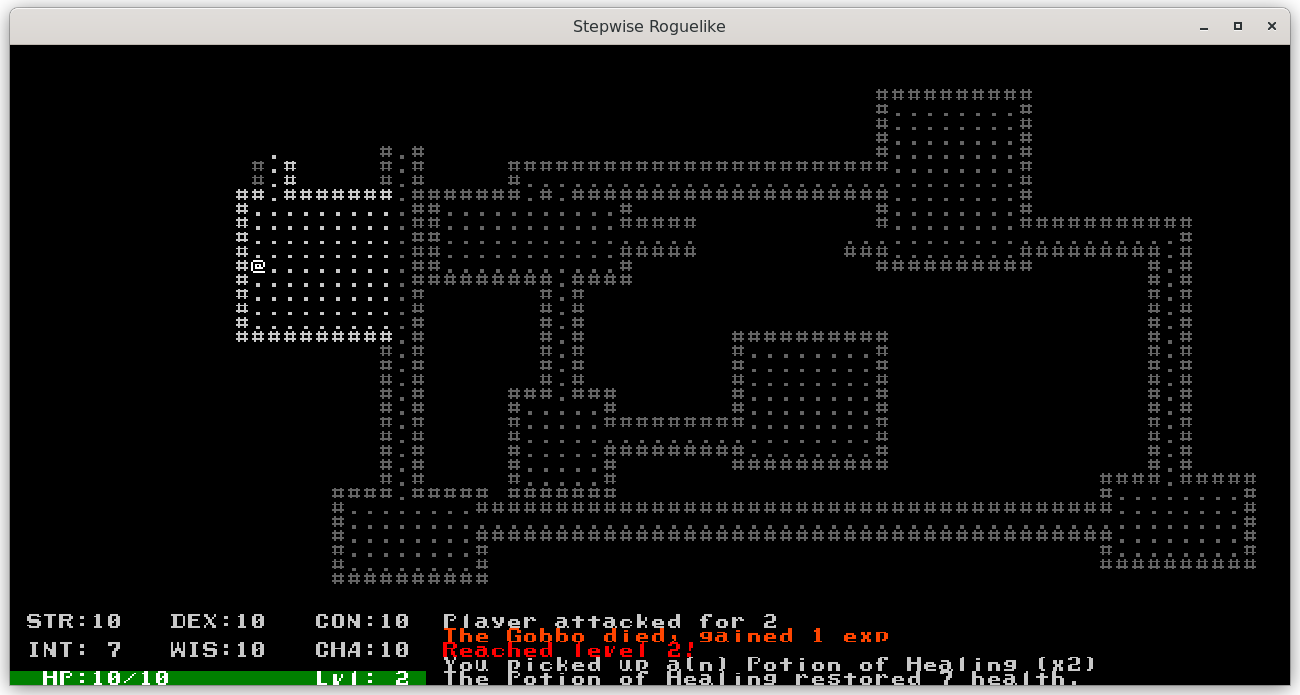 Stepwise Roguelike
STR:10 DEX:10 CON:10
INT: 7 WIS:10 CHA:10
HP:10/10 Lvl: 2
Player attacked for 2
The Gobbo died, gained 1 exp
Reached level 2!
You picked up a(n) Potion of Healing (x2)
The Potion of Healing restored 7 health.